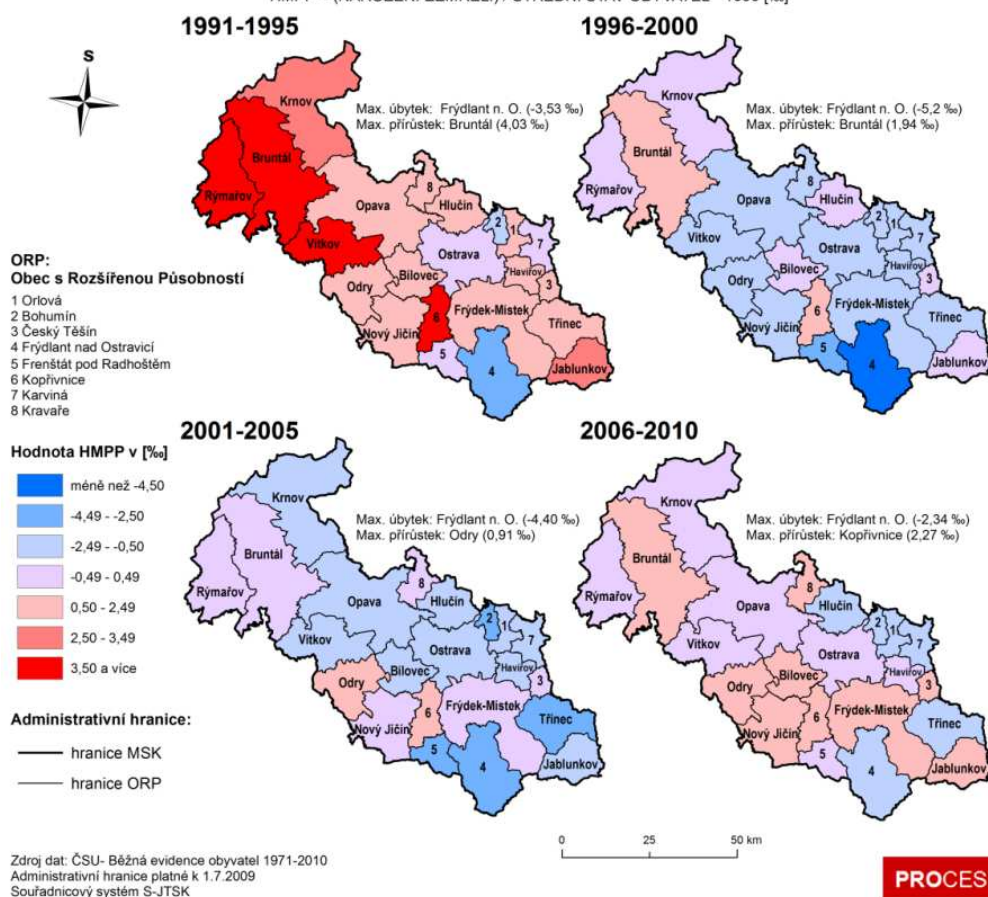 1991-1995
1996-2000
S
Max. úbytek: Frýdlant n. O. (-3,53 ‰)
Max. přírůstek: Bruntál (4,03 ‰)
Krnov
Bruntál
Rýmařov
Vítkov
Opava
8
Hlučín
2
1
7
Ostrava
Havířov
3
Bílovec
Odry
6
Frýdek-Místek
Nový Jičín
Třinec
5
4
Jablunkov
Max. úbytek: Frýdlant n. O. (-5,2 ‰)
Max. přírůstek: Bruntál (1,94 ‰)
Krnov
Bruntál
Rýmařov
Opava
8
Hlučín
2
1
7
Vítkov
Ostrava
Havířov
3
Bílovec
Odry
6
Frýdek-Místek
Nový Jičín
Třinec
5
4
Jablunkov
ORP:
Obec s Rozšířenou Působností
1 Orlová
2 Bohumín
3 Český Těšín
4 Frýdlant nad Ostravicí
5 Frenštát pod Radhoštěm
6 Kopřivnice
7 Karviná
8 Kravaře
Hodnota HMPP v [‰]
méně než -4,50
-4,49 - -2,50
-2,49 - -0,50
-0,49 - 0,49
0,50 - 2,49
2,50 - 3,49
3,50 a více
Administrativní hranice:
hranice MSK
hranice ORP
2001-2005
2006-2010
Max. úbytek: Frýdlant n. O. (-4,40 ‰)
Max. přírůstek: Odry (0,91 ‰)
Krnov
Bruntál
Rýmařov
8
Hlučín
Opava
2
1
7
Vítkov
Ostrava
Havířov
Bílovec
3
Odry
6
Frýdek-Místek
Nový Jičín
Třinec
5
4
Jablunkov
Max. úbytek: Frýdlant n. O. (-2,34 ‰)
Max. přírůstek: Kopřivnice (2,27 ‰)
Krnov
Bruntál
Rýmařov
8
Hlučín
Opava
2
1
7
Vítkov
Ostrava
Havířov
Bílovec
3
Odry
6
Frýdek-Místek
Nový Jičín
Třinec
5
4
Jablunkov
0 25 50 km
Zdroj dat: ČSU- Běžná evidence obyvatel 1971-2010
Administrativní hranice platné k 1.7.2009
Souřadnicový systém S-JTSK
PROCES